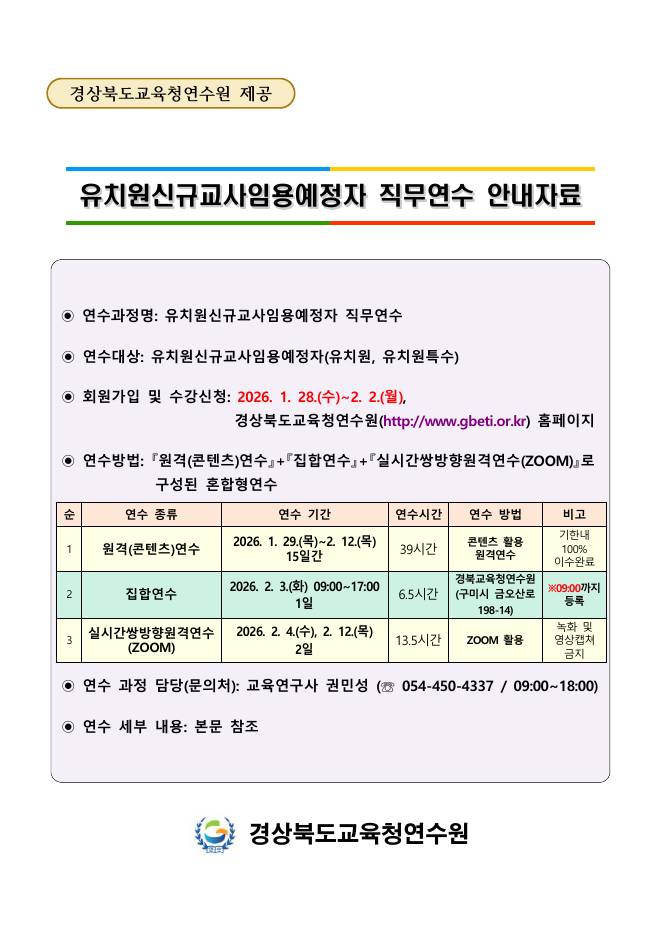 경상북도교육청연수원 제공
유치원신규교사임용예정자 직무연수 안내자료
◉ 연수과정명: 유치원신규교사임용예정자 직무연수
◉ 연수대상: 유치원신규교사임용예정자(유치원, 유치원특수)
◉ 회원가입 및 수강신청: 2026. 1. 28.(수)~2. 2.(월),
경상북도교육청연수원(http://www.gbeti.or.kr) 홈페이지
◉ 연수방법: 『원격(콘텐츠)연수』+『집합연수』+『실시간쌍방향원격연수(ZOOM)』로
구성된 혼합형연수
순 연수 종류 연수 기간 연수시간 연수 방법 비고
1 원격(콘텐츠)연수 2026. 1. 29.(목)~2. 12.(목) 15일간 39시간 콘텐츠 활용 원격연수 기한내 100% 이수완료
2 집합연수 2026. 2. 3.(화) 09:00~17:00 1일 6.5시간 경북교육청연수원 (구미시 금오산로 198-14) ※09:00까지 등록
3 실시간쌍방향원격연수 (ZOOM) 2026. 2. 4.(수), 2. 12.(목) 2일 13.5시간 ZOOM 활용 녹화 및 영상캡쳐 금지
◉ 연수 과정 담당(문의처): 교육연구사 권민성 (☏ 054-450-4337 / 09:00~18:00)
◉ 연수 세부 내용: 본문 참조
경상북도교육청연수원